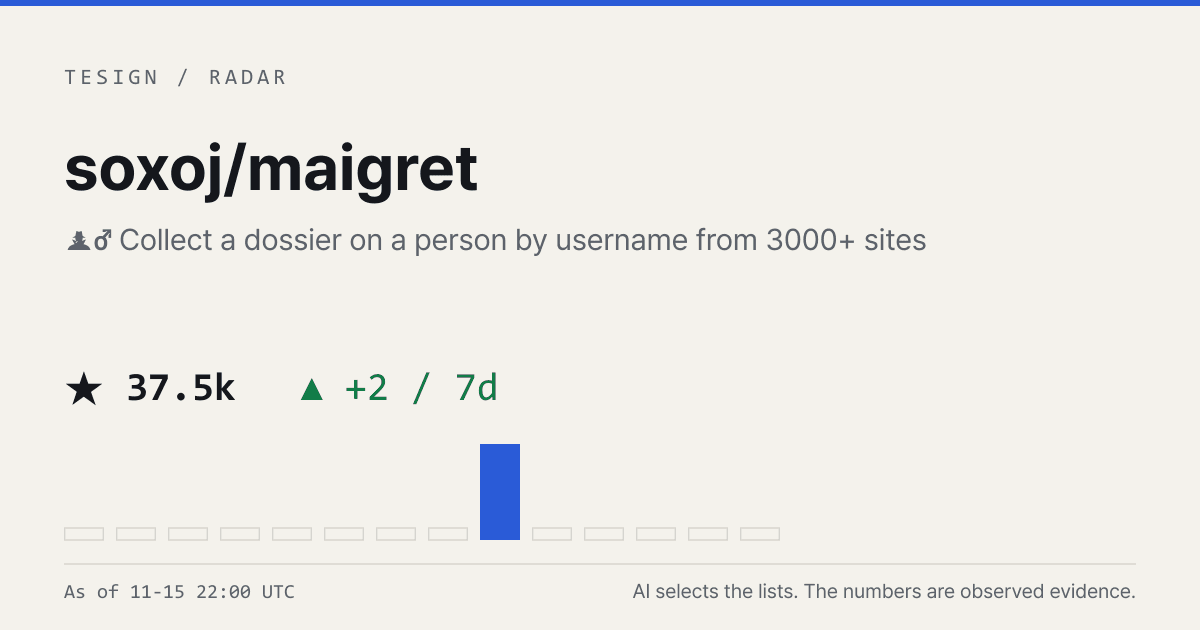 TESIGN / RADAR
soxoj/maigret
🕵️‍♂️ Collect a dossier on a person by username from 3000+ sites
★ 37.5k ▲ +2 / 7d
As of 11-15 22:00 UTC
AI selects the lists. The numbers are observed evidence.